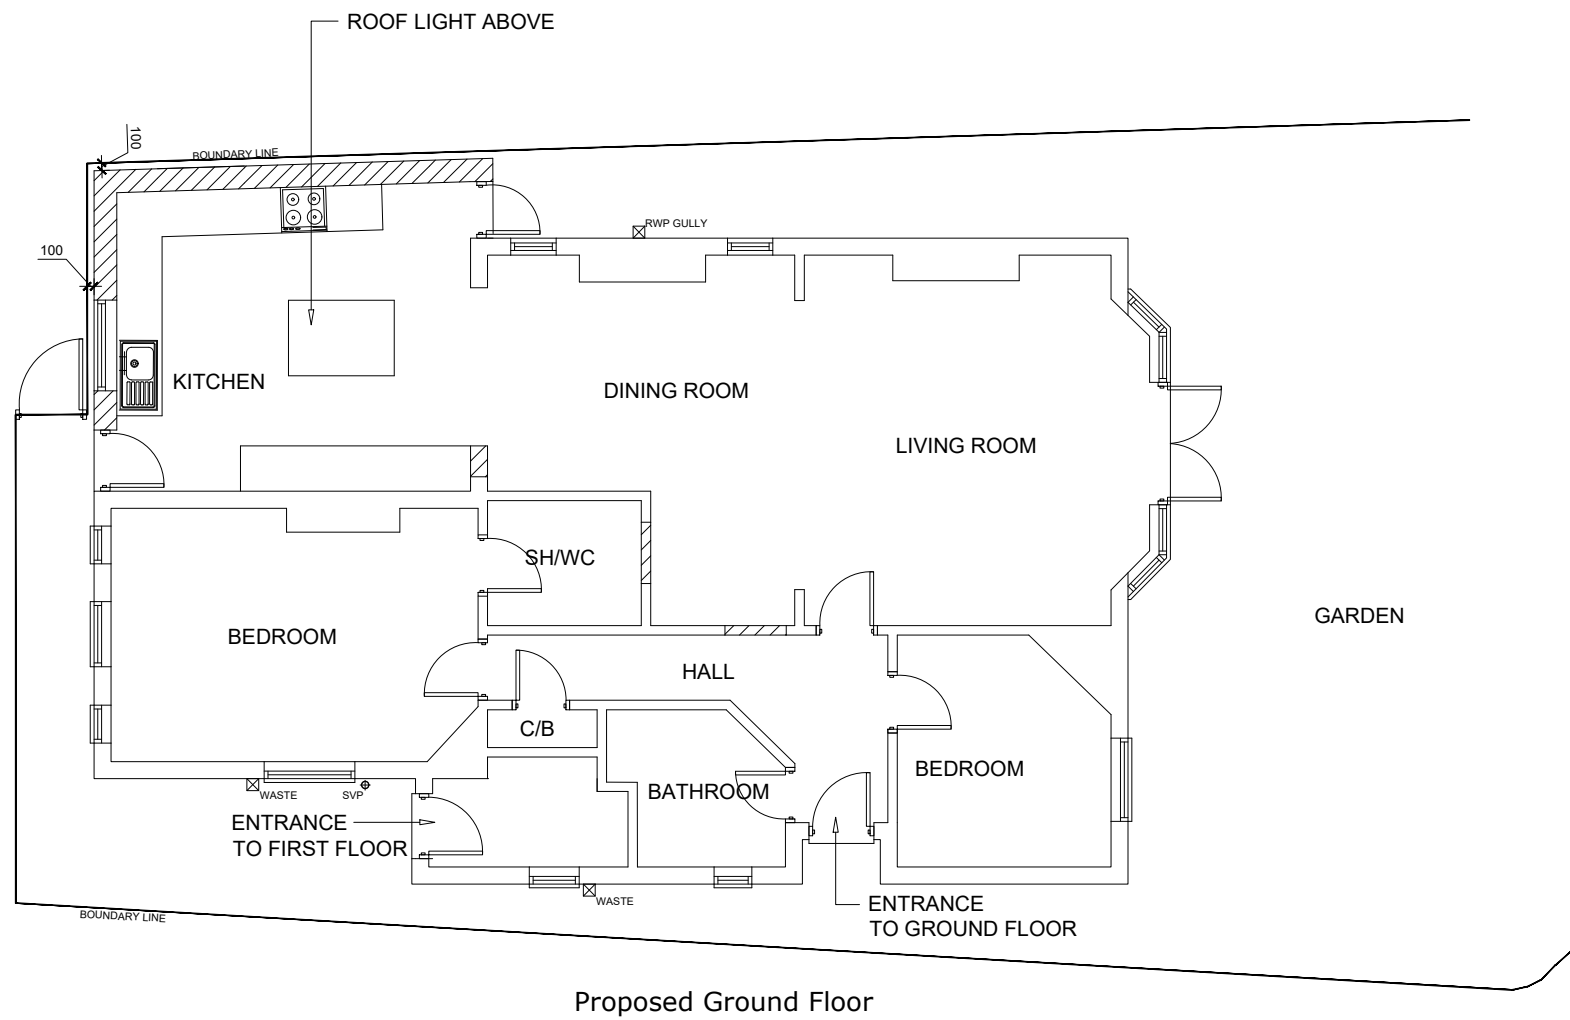 ROOF LIGHT ABOVE
100
BOUNDARY LINE
RWP GULLY
100
KITCHEN
DINING ROOM
LIVING ROOM
SH/WC
GARDEN
BEDROOM
HALL
C/B
BEDROOM
BATHROOM
WASTE
SVP
ENTRANCE
TO FIRST FLOOR
WASTE
ENTRANCE
TO GROUND FLOOR
BOUNDARY LINE
Proposed Ground Floor